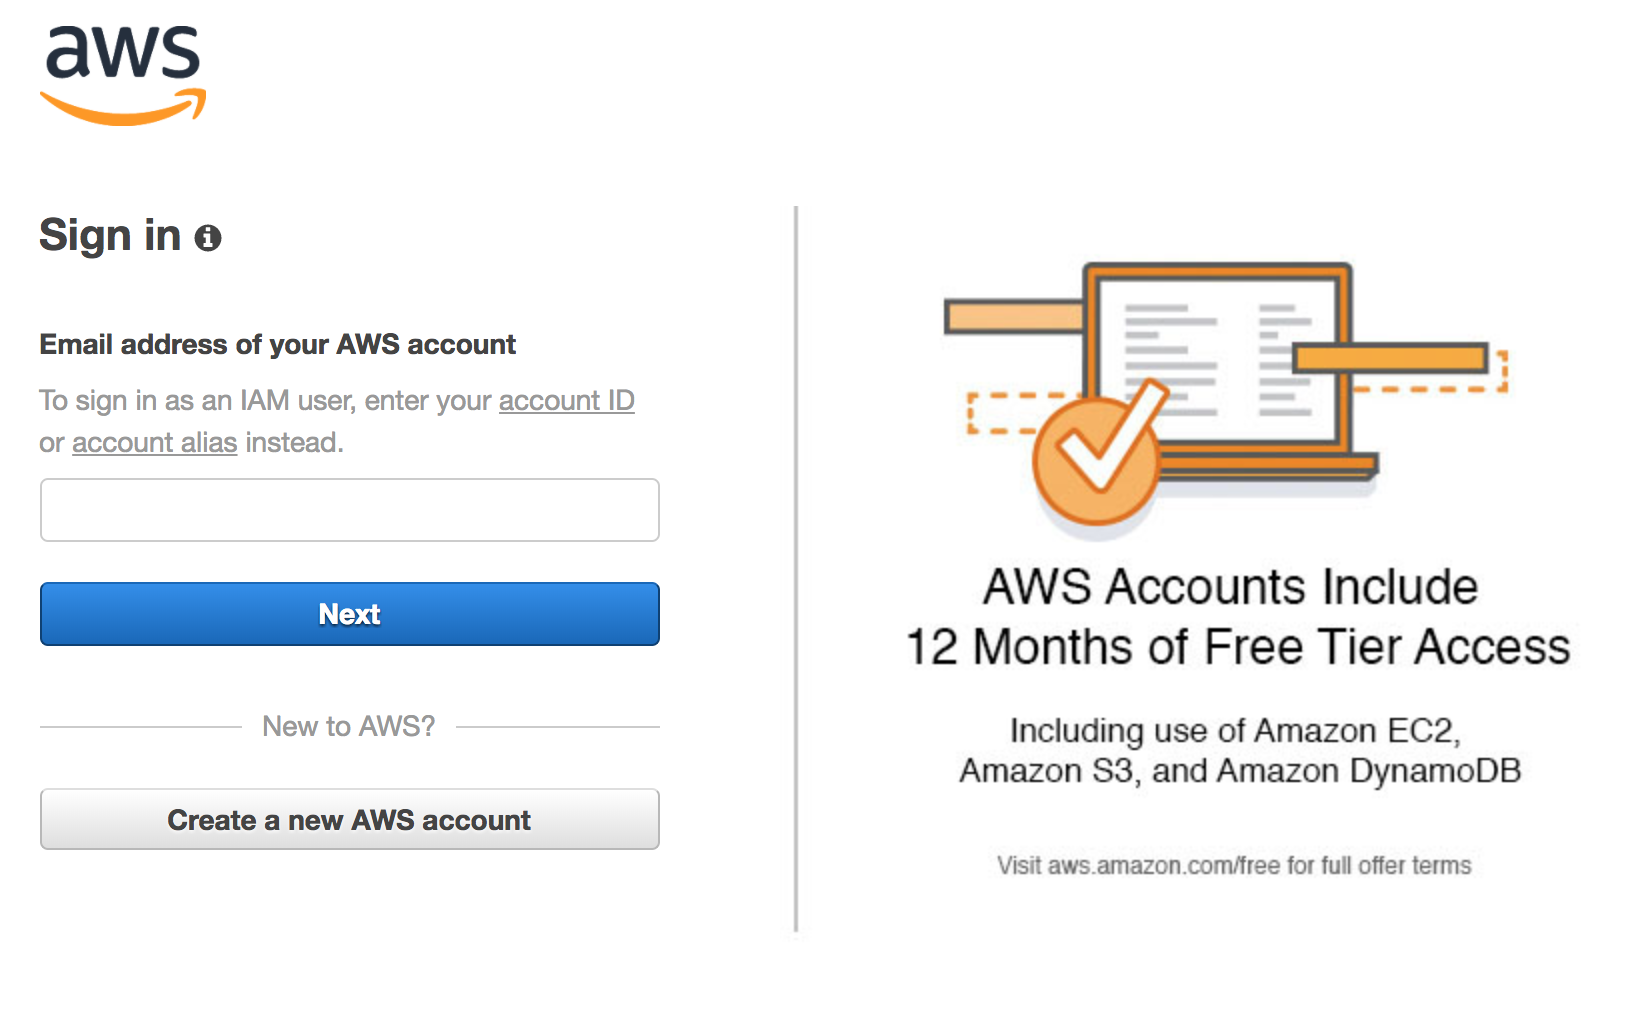 aws
Sign in
Email address of your AWS account
To sign in as an IAM user, enter your account ID
or account alias instead.
Next
New to AWS?
Create a new AWS account
AWS Accounts Include
12 Months of Free Tier Access
Including use of Amazon EC2,
Amazon S3, and Amazon DynamoDB
Visit aws.amazon.com/free for full offer terms